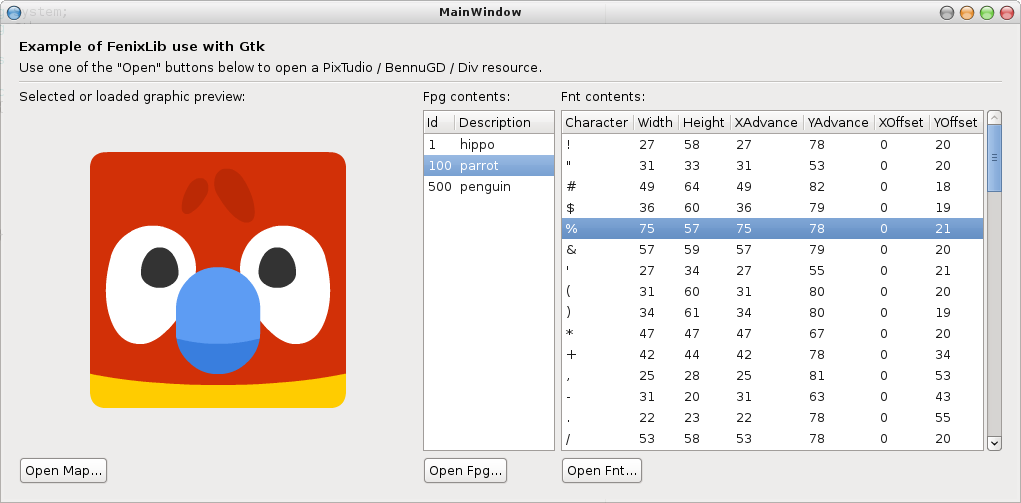 MainWindow
Example of FenixLib use with Gtk
Use one of the "Open" buttons below to open a PixTudio / BennuGD / Div resource.
Selected or loaded graphic preview:
Fpg contents:
Fnt contents:
Id Description
1 hippo
100 parrot
500 penguin
Character Width Height XAdvance YAdvance XOffset YOffset
! 27 58 27 78 0 20
" 31 33 31 53 0 20
# 49 64 49 82 0 18
$ 36 60 36 79 0 19
% 75 57 75 78 0 21
& 57 59 57 79 0 20
' 27 34 27 55 0 21
( 31 60 31 80 0 20
) 34 61 34 80 0 19
* 47 47 47 67 0 20
+ 42 44 42 78 0 34
, 25 28 25 81 0 53
- 31 20 31 63 0 43
. 22 23 22 78 0 55
/ 53 58 53 78 0 20
Open Map...
Open Fpg...
Open Fnt...